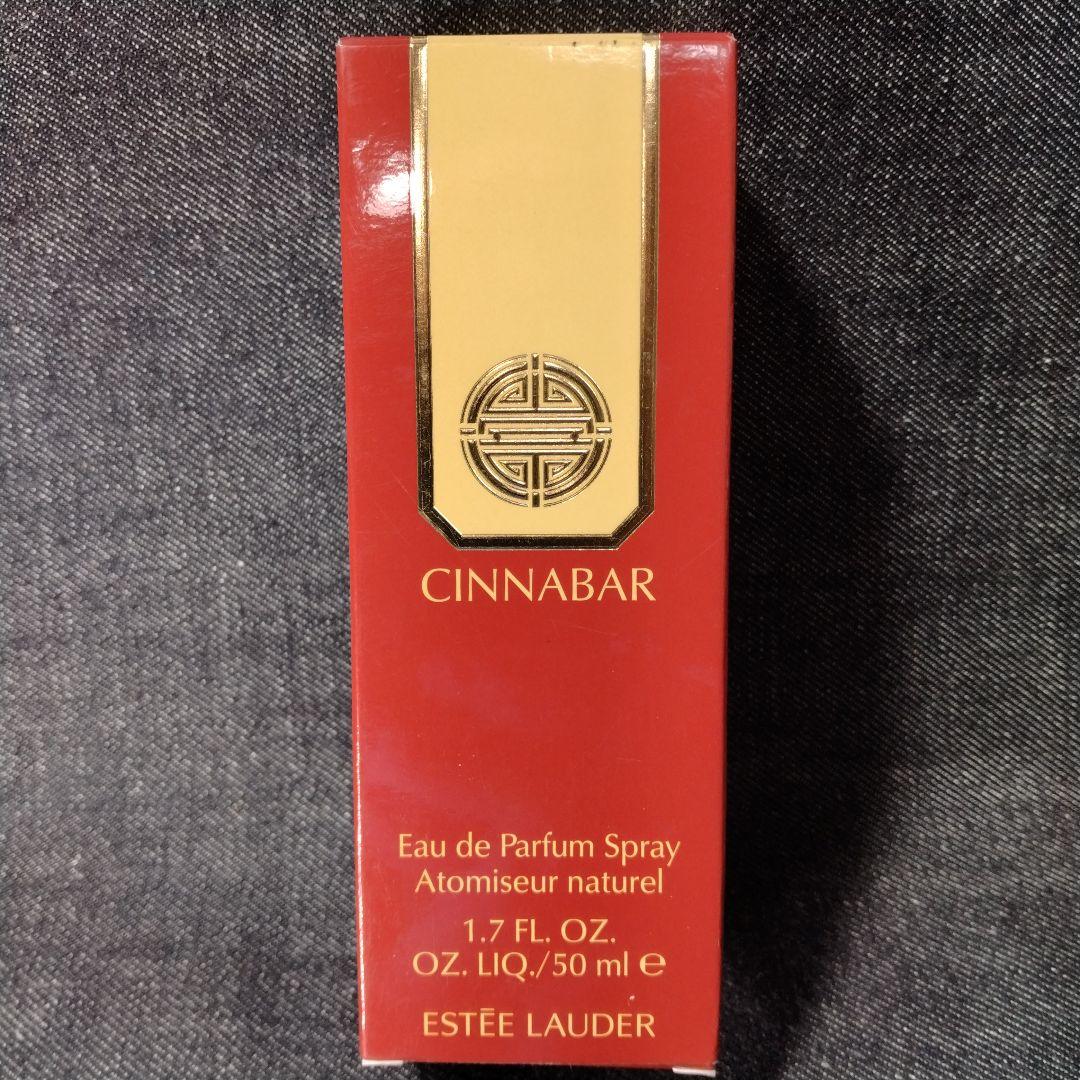 CINNABAR
Eau de Parfum Spray
Atomiseur naturel
1.7 FL. OZ.
OZ. LIQ./50 ml ℮
ESTĒE LAUDER